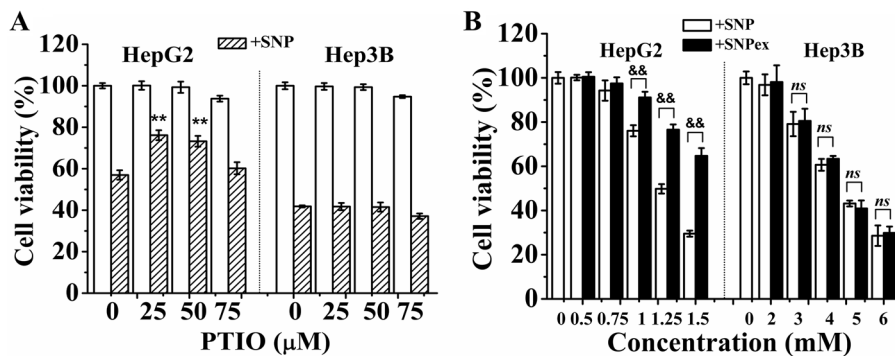 A
+SNP
HepG2
Hep3B
Cell viability (%)
120
100
80
60
40
20
0
** **
0 25 50 75 0 25 50 75
PTIO (μM)
B
+SNP
+SNPex
HepG2
Hep3B
Cell viability (%)
120
100
80
60
40
20
0
&& && &&
ns ns ns ns
0 0.5 0.75 1 1.25 1.5 0 2 3 4 5 6
Concentration (mM)